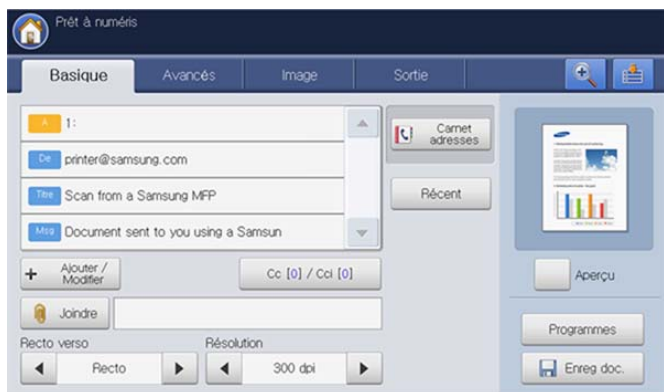 Prêt à numéris
Basique
Avancés
Image
Sortie
A 1:
De printer@samsung.com
Titre Scan from a Samsung MFP
Msg Document sent to you using a Samsun
Carnet
adresses
Récent
+ Ajouter /
Modifier
Cc [0] / Cci [0]
Joindre
Recto verso
Résolution
Recto
300 dpi
Aperçu
Programmes
Enreg doc.